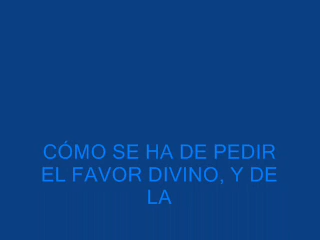 CÓMO SE HA DE PEDIR
EL FAVOR DIVINO, Y DE
LA